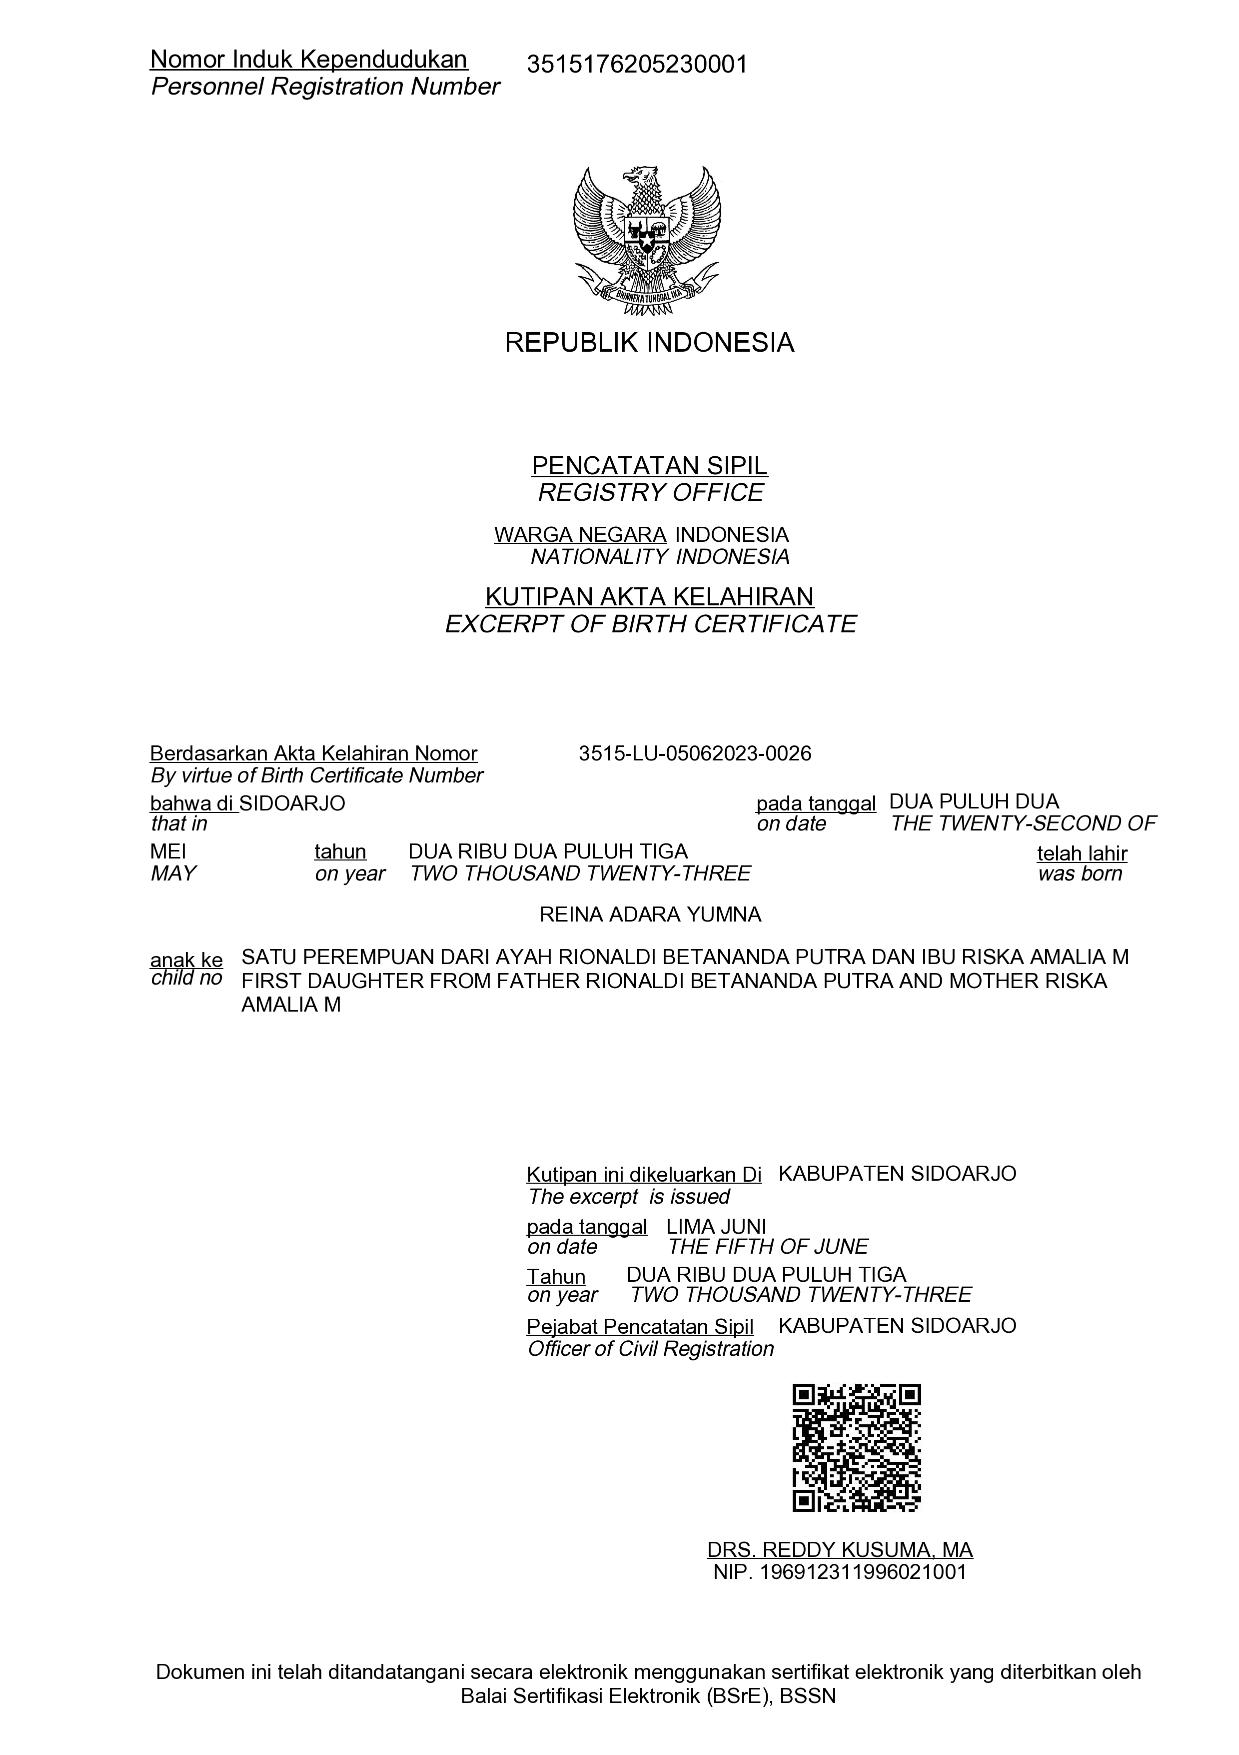 Nomor Induk Kependudukan 3515176205230001
Personnel Registration Number
BHINNEKA TUNGGAL IKA
REPUBLIK INDONESIA
PENCATATAN SIPIL
REGISTRY OFFICE
WARGA NEGARA INDONESIA
NATIONALITY INDONESIA
KUTIPAN AKTA KELAHIRAN
EXCERPT OF BIRTH CERTIFICATE
Berdasarkan Akta Kelahiran Nomor 3515-LU-05062023-0026
By virtue of Birth Certificate Number
bahwa di SIDOARJO pada tanggal DUA PULUH DUA
that in on date THE TWENTY-SECOND OF
MEI tahun DUA RIBU DUA PULUH TIGA telah lahir
MAY on year TWO THOUSAND TWENTY-THREE was born
REINA ADARA YUMNA
anak ke SATU PEREMPUAN DARI AYAH RIONALDI BETANANDA PUTRA DAN IBU RISKA AMALIA M
child no FIRST DAUGHTER FROM FATHER RIONALDI BETANANDA PUTRA AND MOTHER RISKA
AMALIA M
Kutipan ini dikeluarkan Di KABUPATEN SIDOARJO
The excerpt is issued
pada tanggal LIMA JUNI
on date THE FIFTH OF JUNE
Tahun DUA RIBU DUA PULUH TIGA
on year TWO THOUSAND TWENTY-THREE
Pejabat Pencatatan Sipil KABUPATEN SIDOARJO
Officer of Civil Registration
DRS. REDDY KUSUMA, MA
NIP. 196912311996021001
Dokumen ini telah ditandatangani secara elektronik menggunakan sertifikat elektronik yang diterbitkan oleh
Balai Sertifikasi Elektronik (BSrE), BSSN